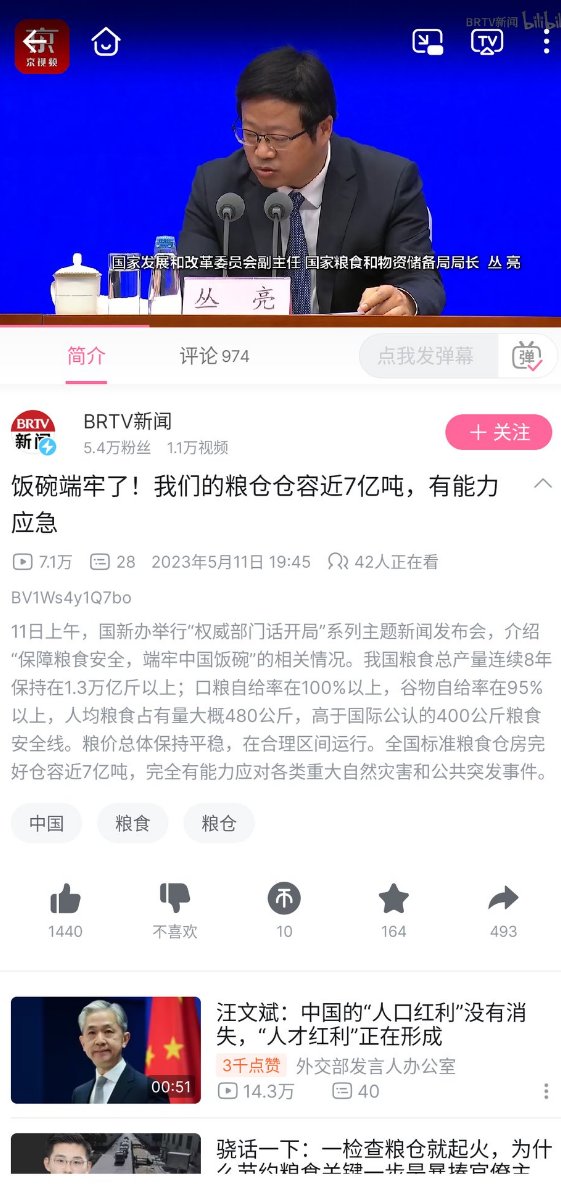 BRTV新闻 bilibili
京视频
TV
国家发展和改革委员会副主任 国家粮食和物资储备局局长 丛 亮
丛 亮
简介
评论 974
点我发弹幕
弹
BRTV
新闻
BRTV新闻
5.4万粉丝 1.1万视频
+ 关注
饭碗端牢了！我们的粮仓仓容近7亿吨，有能力
应急
7.1万 28 2023年5月11日 19:45 42人正在看
BV1Ws4y1Q7bo
11日上午，国新办举行“权威部门话开局”系列主题新闻发布会，介绍
“保障粮食安全，端牢中国饭碗”的相关情况。我国粮食总产量连续8年
保持在1.3万亿斤以上；口粮自给率在100%以上，谷物自给率在95%
以上，人均粮食占有量大概480公斤，高于国际公认的400公斤粮食
安全线。粮价总体保持平稳，在合理区间运行。全国标准粮食仓房完
好仓容近7亿吨，完全有能力应对各类重大自然灾害和公共突发事件。
中国 粮食 粮仓
1440 不喜欢 10 164 493
汪文斌：中国的“人口红利”没有消
失，“人才红利”正在形成
3千点赞 外交部发言人办公室
14.3万 40
00:51
骁话一下：一检查粮仓就起火，为什
么节约粮食关键一步是暴揍官僚主